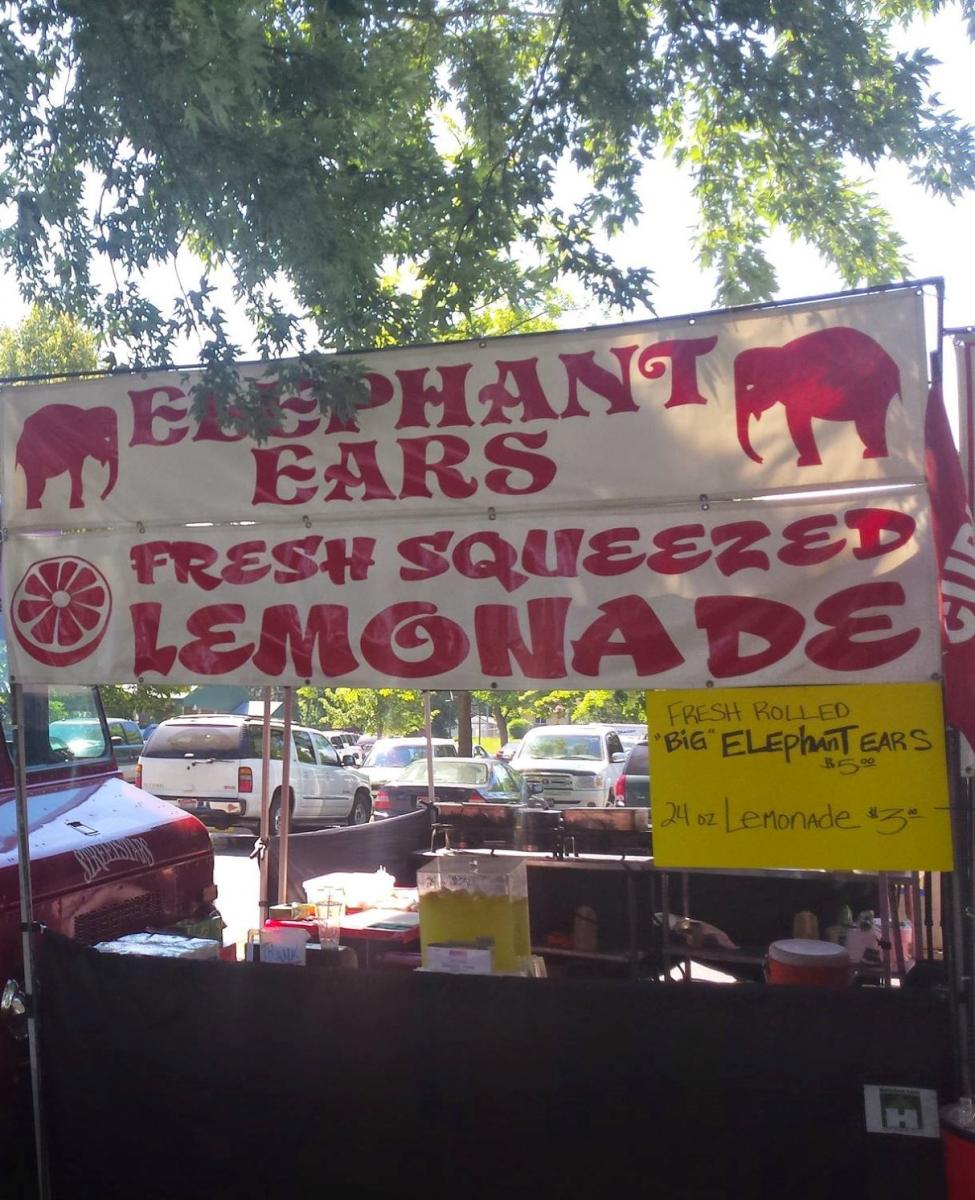 ELEPHANT
EARS
FRESH SQUEEZED
LEMONADE
FRESH ROLLED
"BiG" ELEphanT EARS
$5.00
24 oz Lemonade $3.00
H